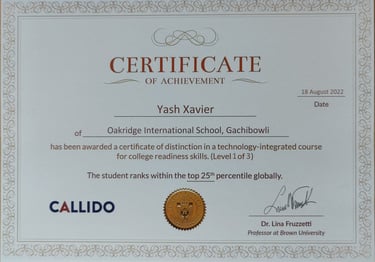 CERTIFICATE
OF ACHIEVEMENT
18 August 2022
Date
Yash Xavier
of Oakridge International School, Gachibowli
has been awarded a certificate of distinction in a technology-integrated course
for college readiness skills. (Level 1 of 3)
The student ranks within the top 25th percentile globally.
CALLIDO
Dr. Lina Fruzzetti
Professor at Brown University